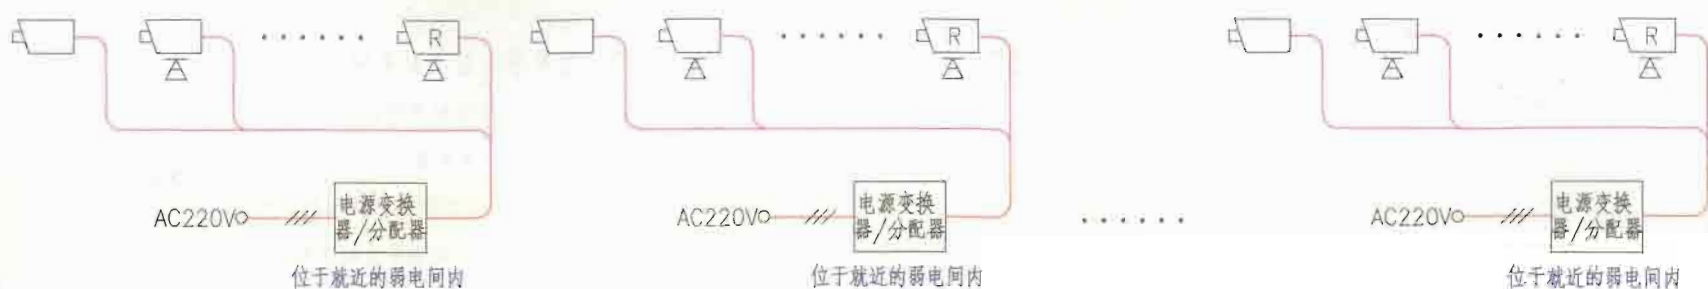 R
R
R
AC220V
电源变换
器/分配器
AC220V
电源变换
器/分配器
AC220V
电源变换
器/分配器
位于就近的弱电间内
位于就近的弱电间内
位于就近的弱电间内